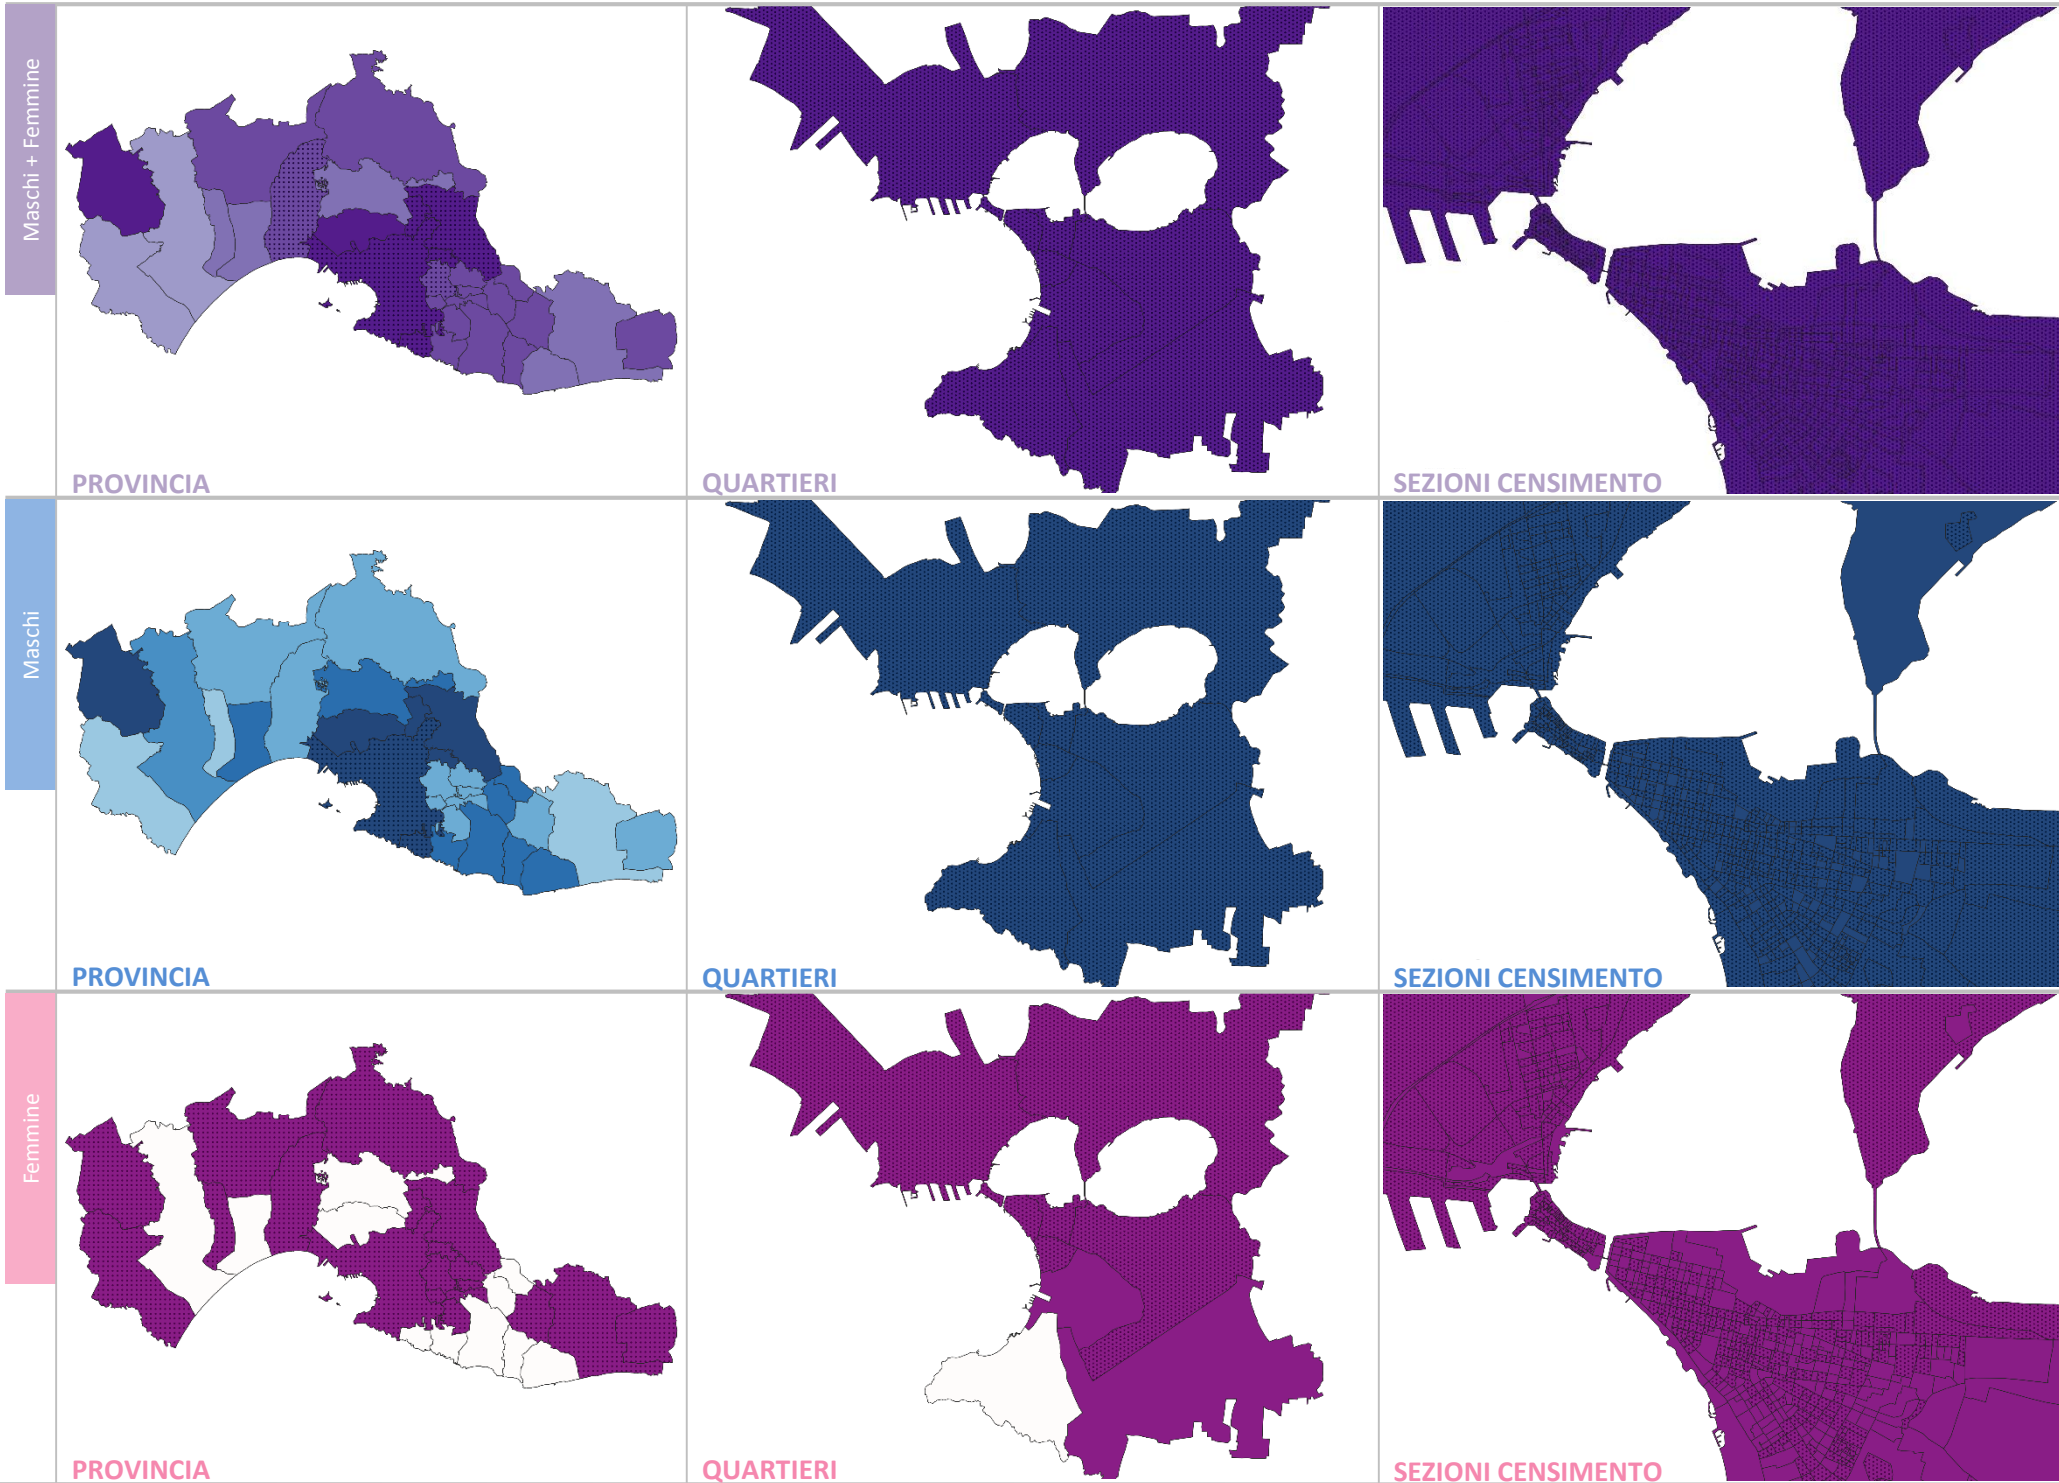 Maschi + Femmine
PROVINCIA
QUARTIERI
SEZIONI CENSIMENTO
Maschi
PROVINCIA
QUARTIERI
SEZIONI CENSIMENTO
Femmine
PROVINCIA
QUARTIERI
SEZIONI CENSIMENTO